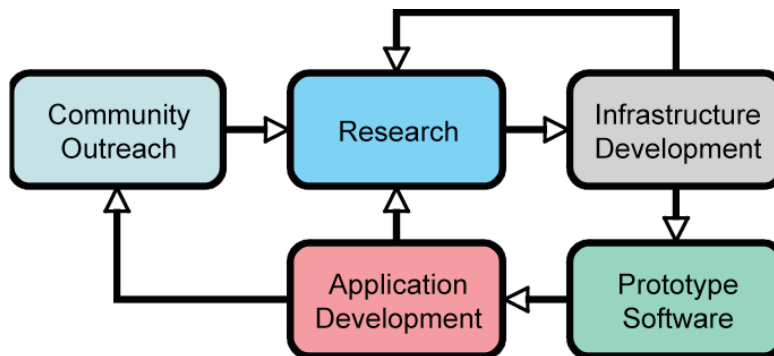 Community
Outreach
Research
Infrastructure
Development
Application
Development
Prototype
Software